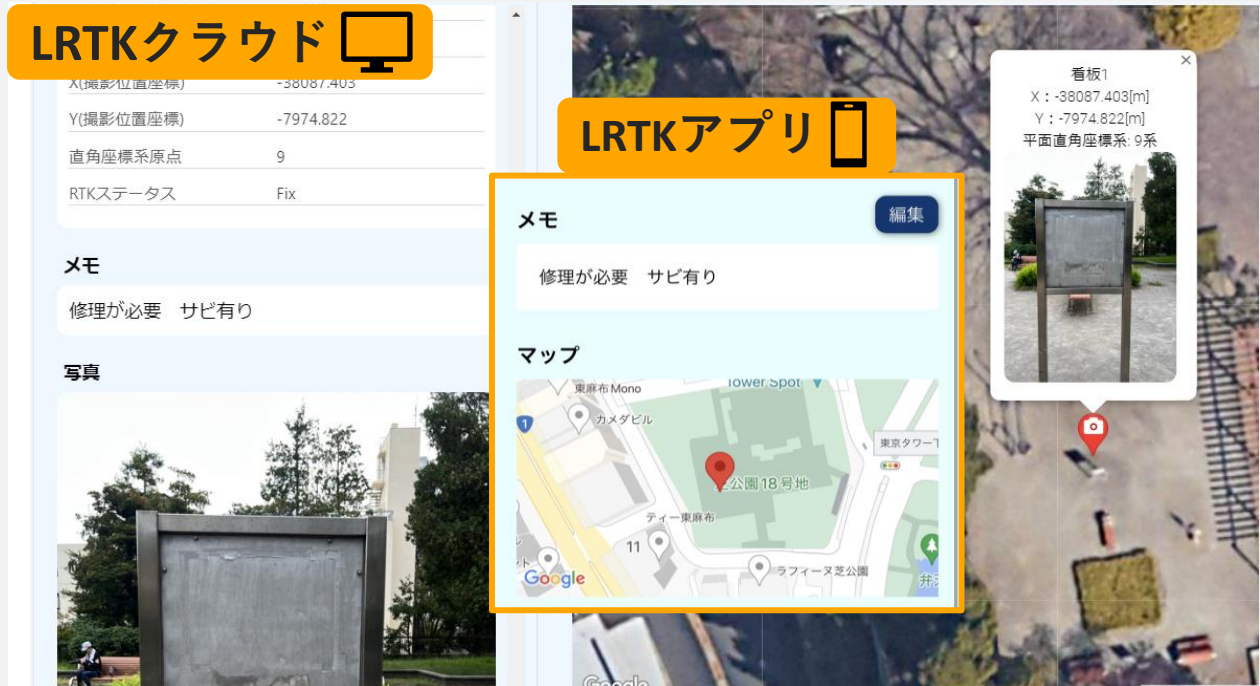 LRTKクラウド
X(撮影位置座標) -38087.403
Y(撮影位置座標) -7974.822
直角座標系原点 9
RTKステータス Fix
メモ
修理が必要 サビ有り
写真
LRTKアプリ
メモ
編集
修理が必要 サビ有り
マップ
東麻布Mono
Tower Spot
1
カメダビル
東京タワー下
公園18号地
ティー東麻布
11
ラフィーヌ芝公園
Google
看板1
X:-38087.403[m]
Y:-7974.822[m]
平面直角座標系: 9系
Google